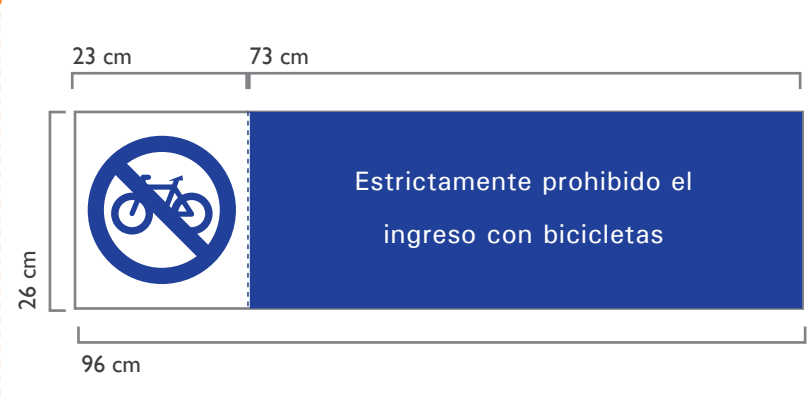 23 cm
73 cm
Estrictamente prohibido el
ingreso con bicicletas
26 cm
96 cm